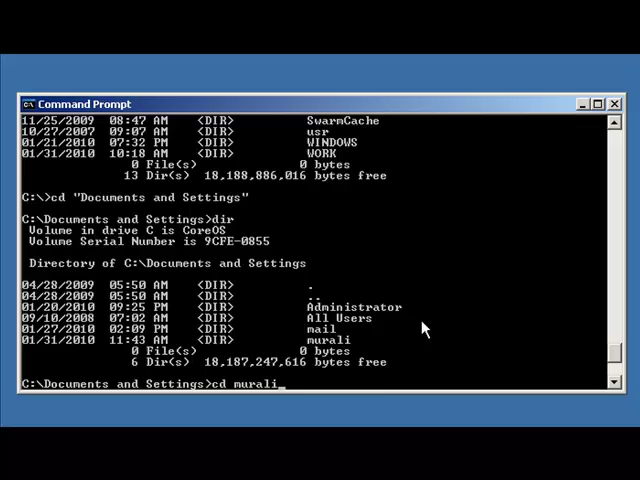 Command Prompt
11/25/2009  08:47 AM    <DIR>          SwarmCache
10/27/2007  09:07 AM    <DIR>          usr
01/21/2010  07:32 PM    <DIR>          WINDOWS
01/31/2010  10:18 AM    <DIR>          WORK
0 File(s)              0 bytes
13 Dir(s)  18,188,886,016 bytes free
C:\>cd "Documents and Settings"
C:\Documents and Settings>dir
Volume in drive C is CoreOS
Volume Serial Number is 9CFE-0855
Directory of C:\Documents and Settings
04/28/2009  05:50 AM    <DIR>          .
04/28/2009  05:50 AM    <DIR>          ..
01/20/2010  09:25 PM    <DIR>          Administrator
09/10/2008  07:02 AM    <DIR>          All Users
01/27/2010  02:09 PM    <DIR>          mail
01/31/2010  11:43 AM    <DIR>          murali
0 File(s)              0 bytes
6 Dir(s)  18,187,247,616 bytes free
C:\Documents and Settings>cd murali_